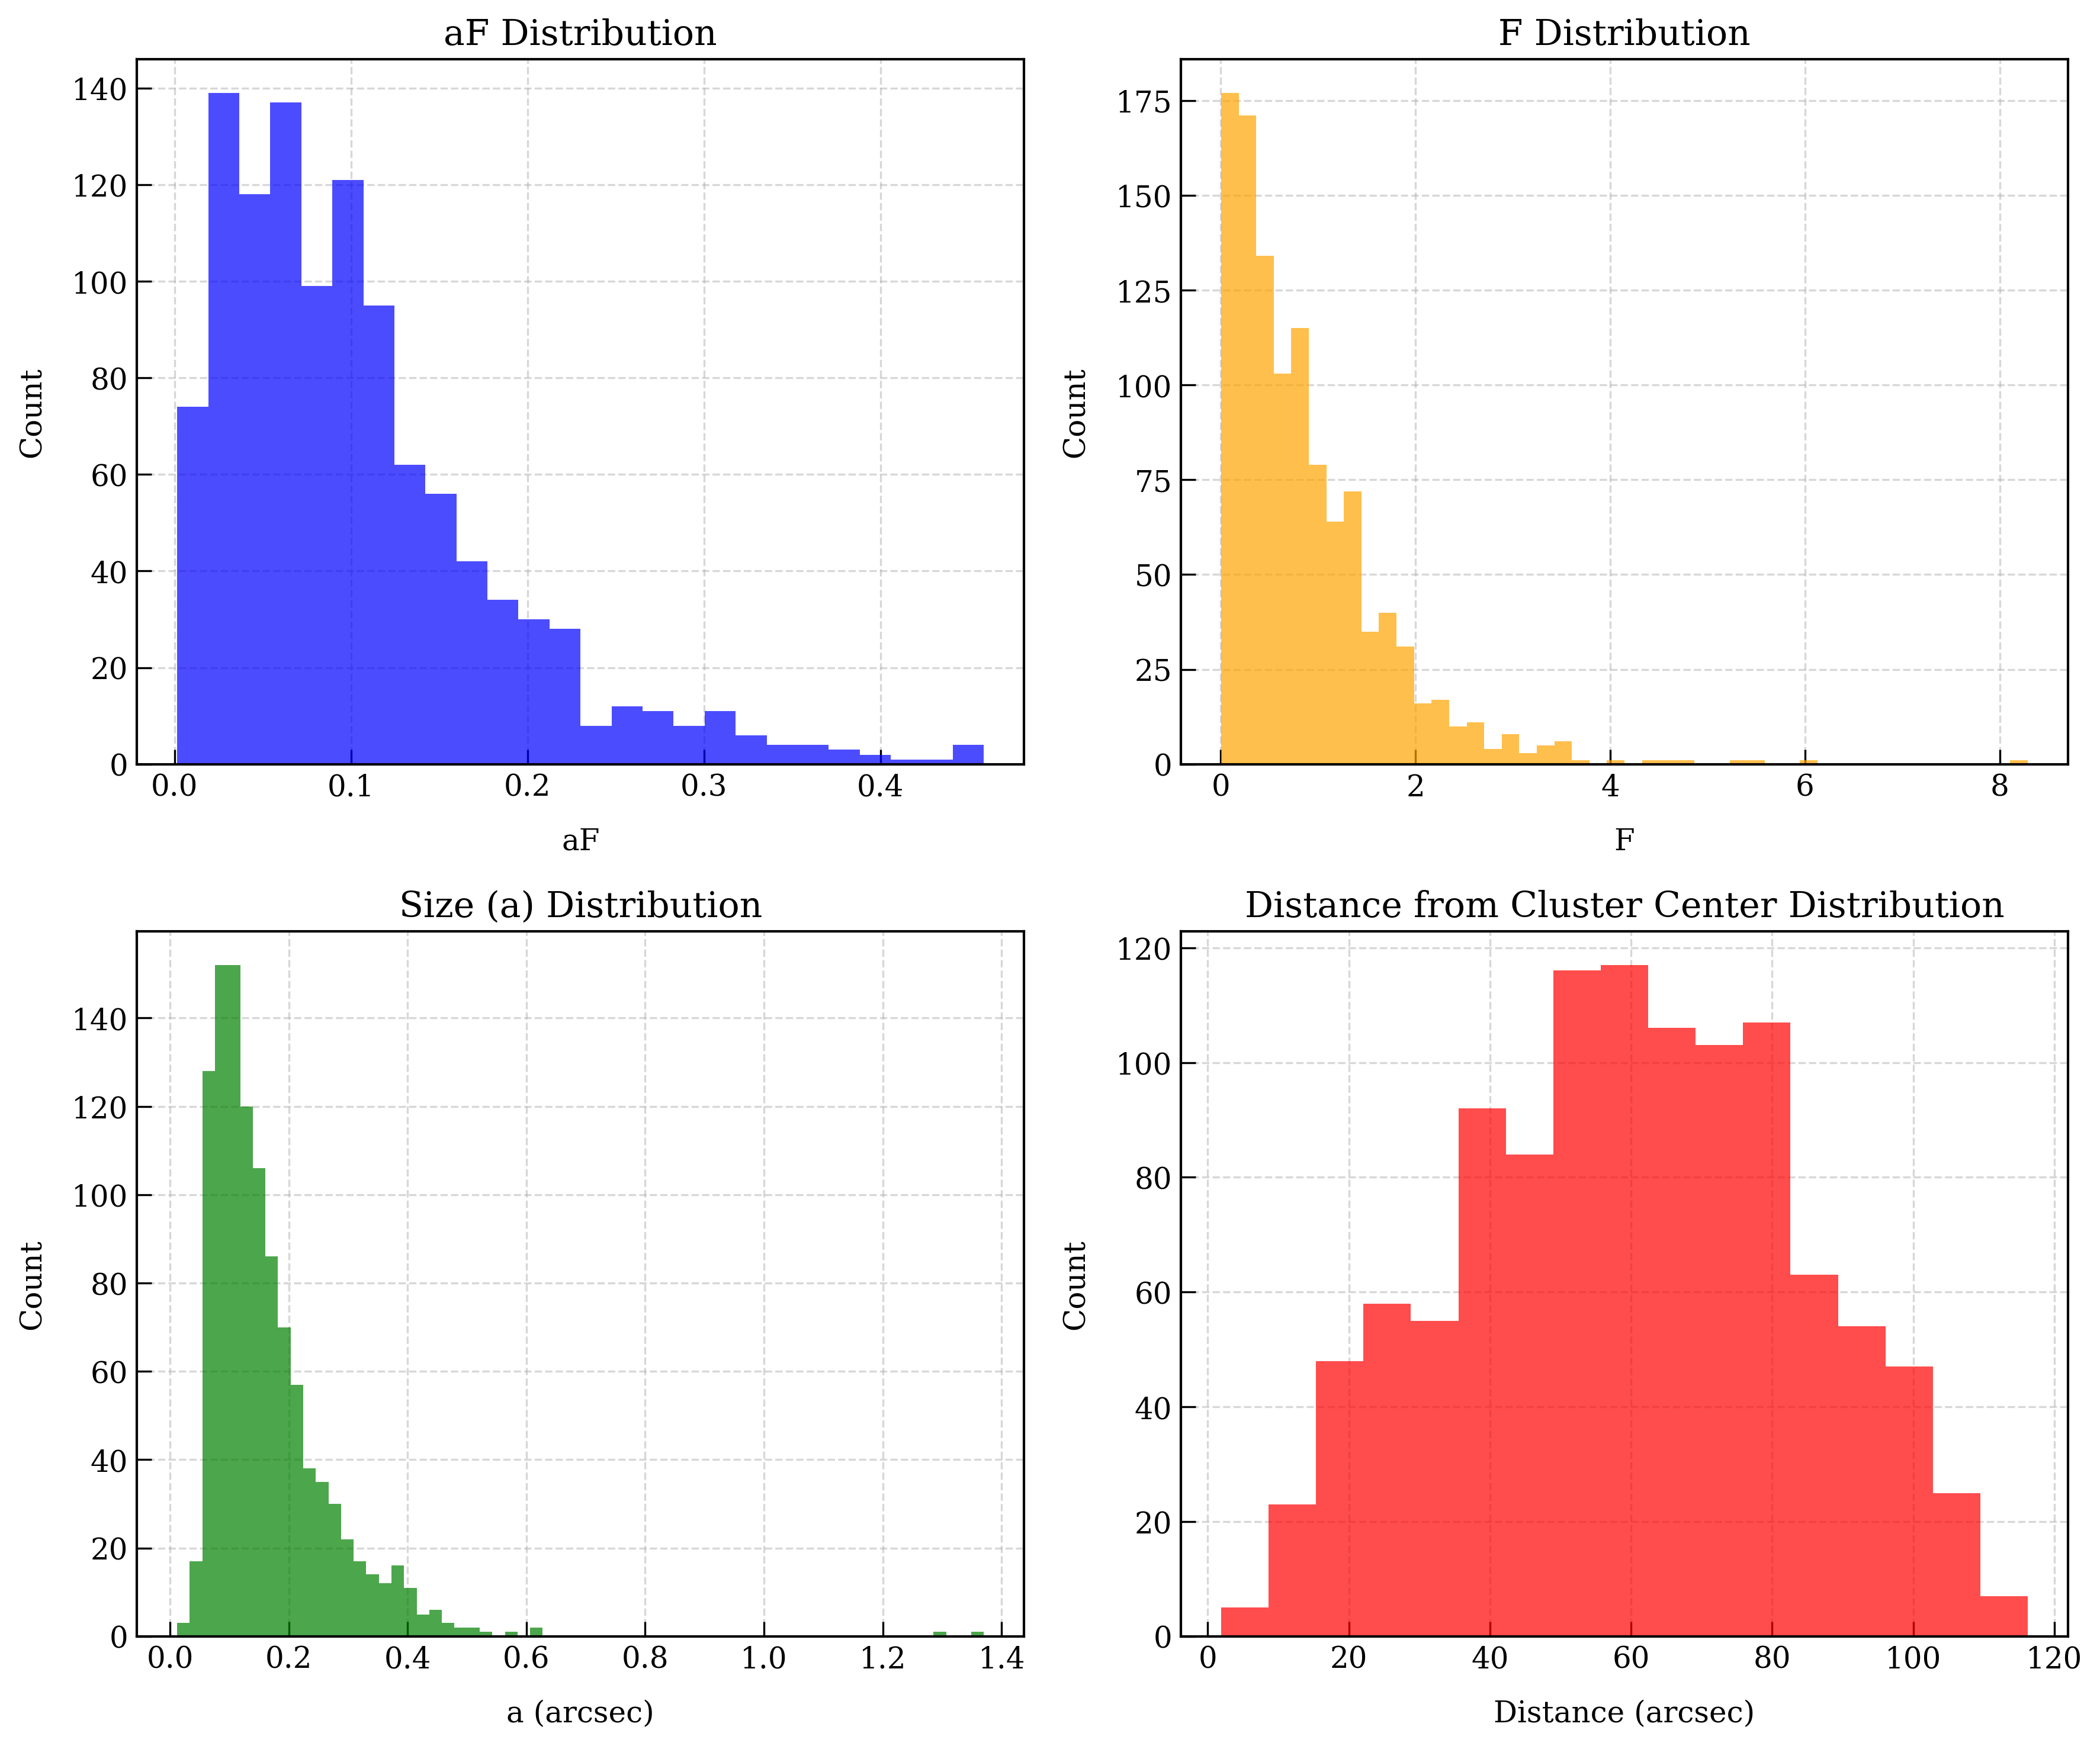 aF Distribution
140
120
100
80
60
40
20
0
Count
0.0 0.1 0.2 0.3 0.4
aF
F Distribution
175
150
125
100
75
50
25
0
Count
0 2 4 6 8
F
Size (a) Distribution
140
120
100
80
60
40
20
0
Count
0.0 0.2 0.4 0.6 0.8 1.0 1.2 1.4
a (arcsec)
Distance from Cluster Center Distribution
120
100
80
60
40
20
0
Count
0 20 40 60 80 100 120
Distance (arcsec)